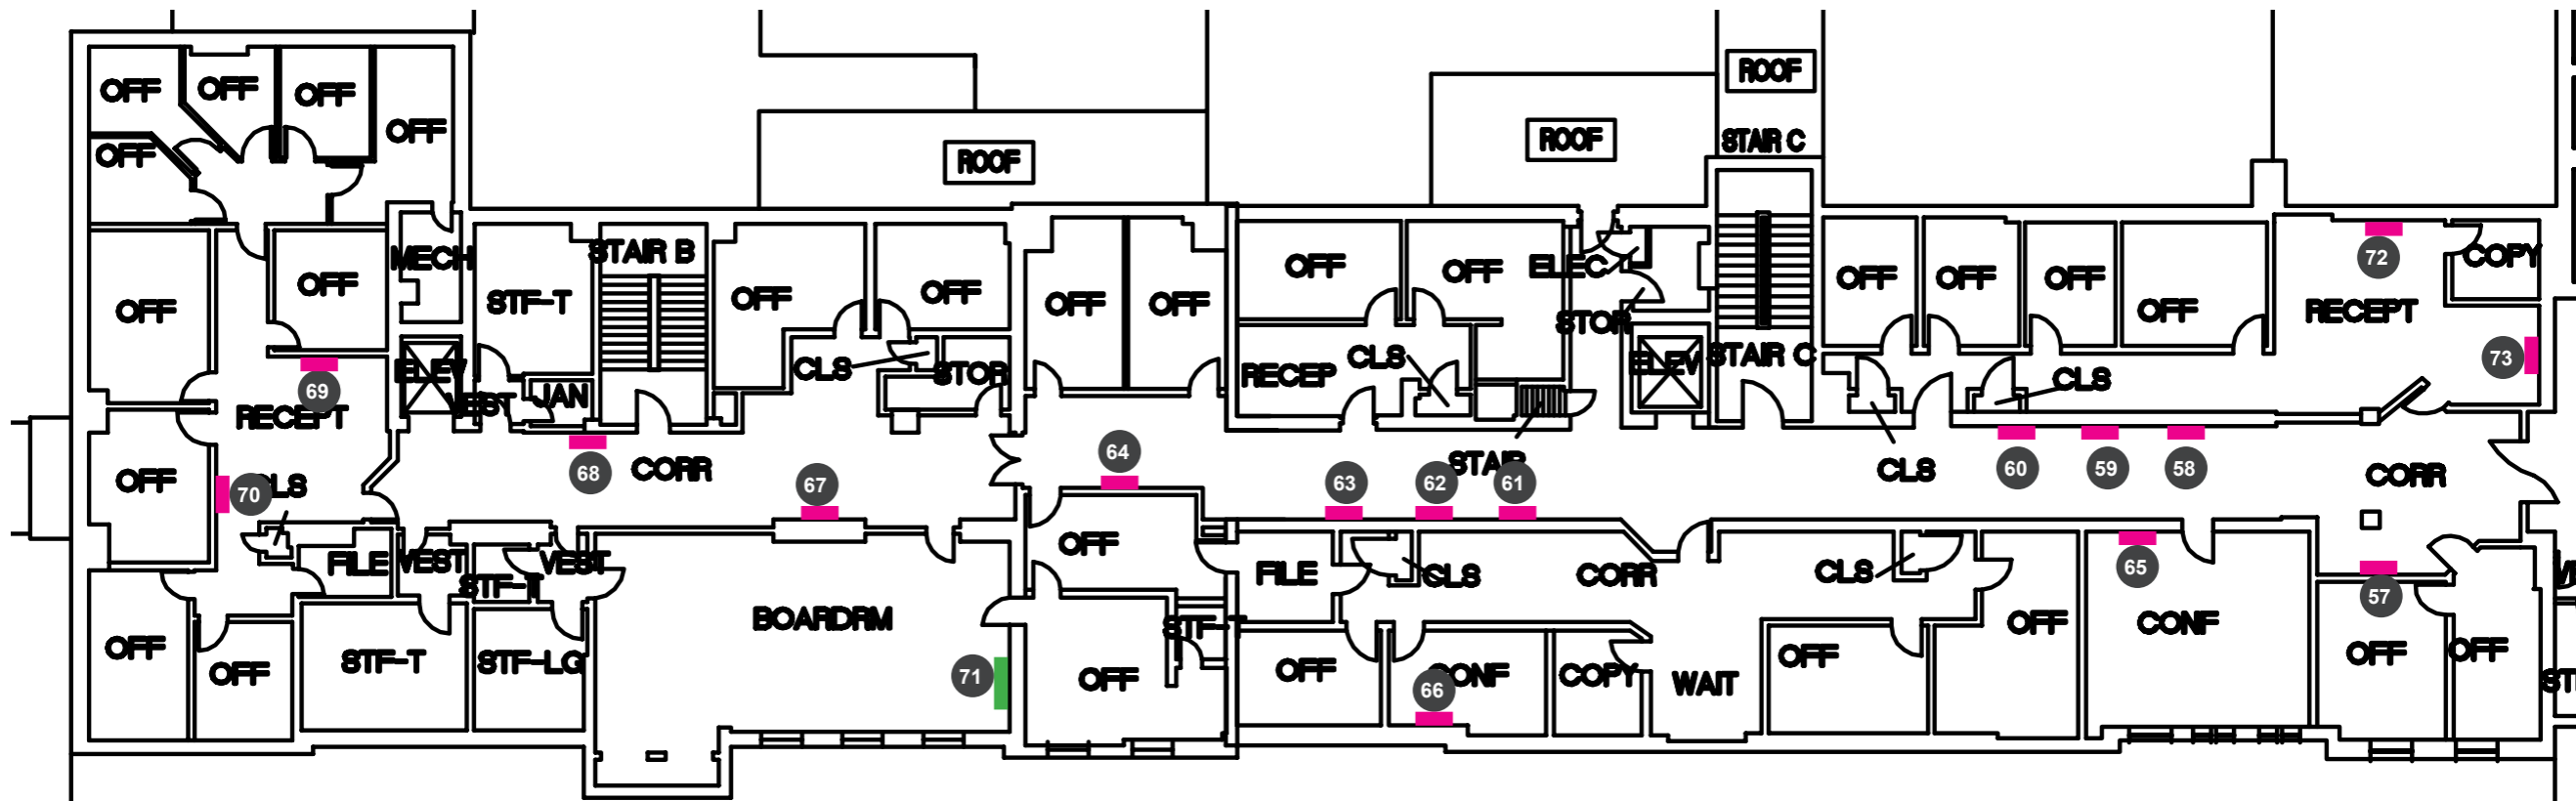 ROOF
OFF
OFF
OFF
OFF
OFF
ROOF
ROOF
STAIR C
OFF
OFF
MECH
STF-T
STAIR B
OFF
OFF
OFF
OFF
OFF
OFF
ELEC
STOR
OFF
OFF
OFF
OFF
RECEPT
72
COPY
69
RECEPT
ELEV
VEST
JAN
CLS
STOR
RECEP
CLS
ELEV
STAIR C
CLS
73
OFF
70
CLS
68
CORR
67
64
63
62
61
STAIR
CLS
60
59
58
CORR
FILE
VEST
STF-T
VEST
OFF
FILE
CLS
CORR
CLS
65
57
OFF
OFF
STF-T
STF-LG
BOARDRM
71
OFF
STF-T
OFF
CONF
66
COPY
WAIT
OFF
OFF
CONF
OFF
OFF